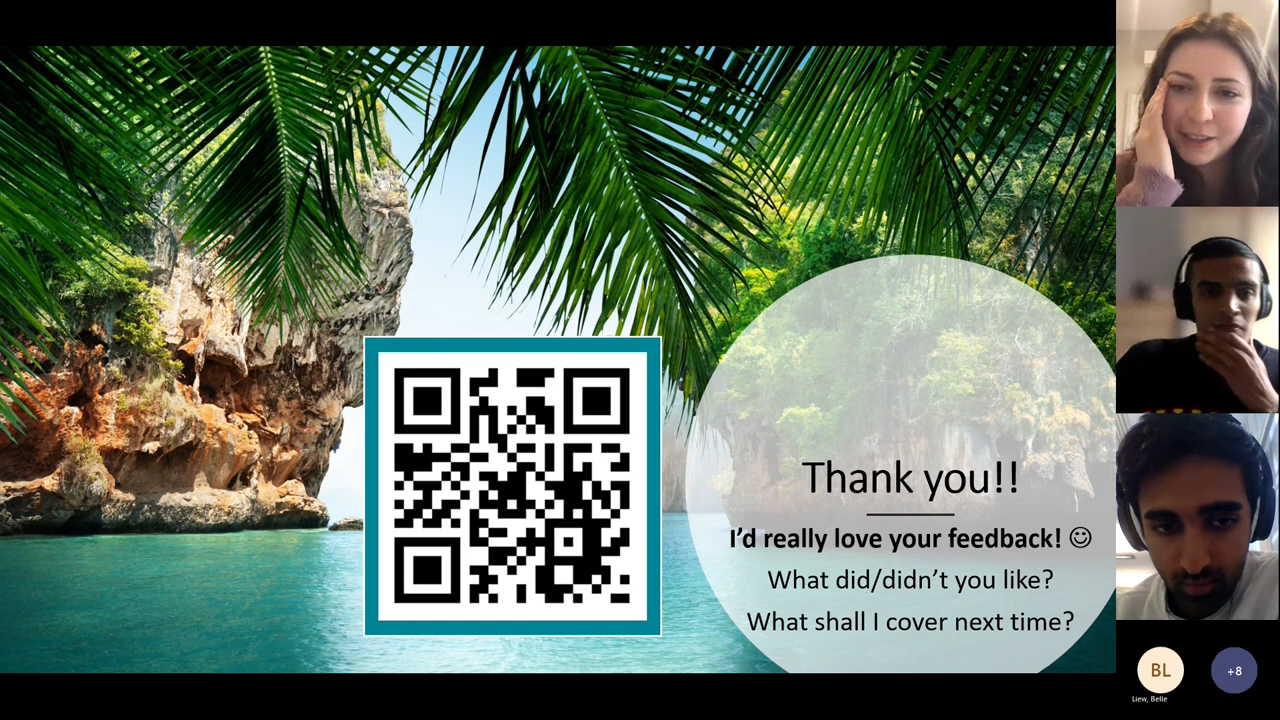 Thank you!!
I'd really love your feedback! ☺
What did/didn't you like?
What shall I cover next time?
BL
+8
Liew, Belle